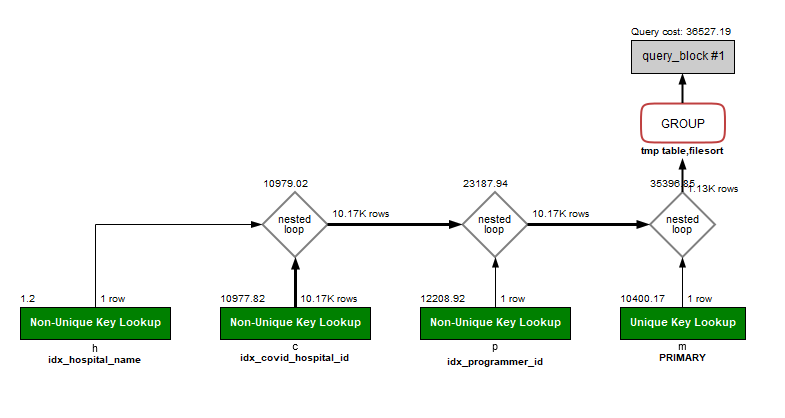 Query cost: 36527.19
query_block #1
GROUP
tmp table,filesort
10979.02
23187.94
35396.85
1.13K rows
nested
loop
10.17K rows
nested
loop
10.17K rows
nested
loop
1.2
1 row
10977.82
10.17K rows
12208.92
1 row
10400.17
1 row
Non-Unique Key Lookup
Non-Unique Key Lookup
Non-Unique Key Lookup
Unique Key Lookup
h
c
p
m
idx_hospital_name
idx_covid_hospital_id
idx_programmer_id
PRIMARY